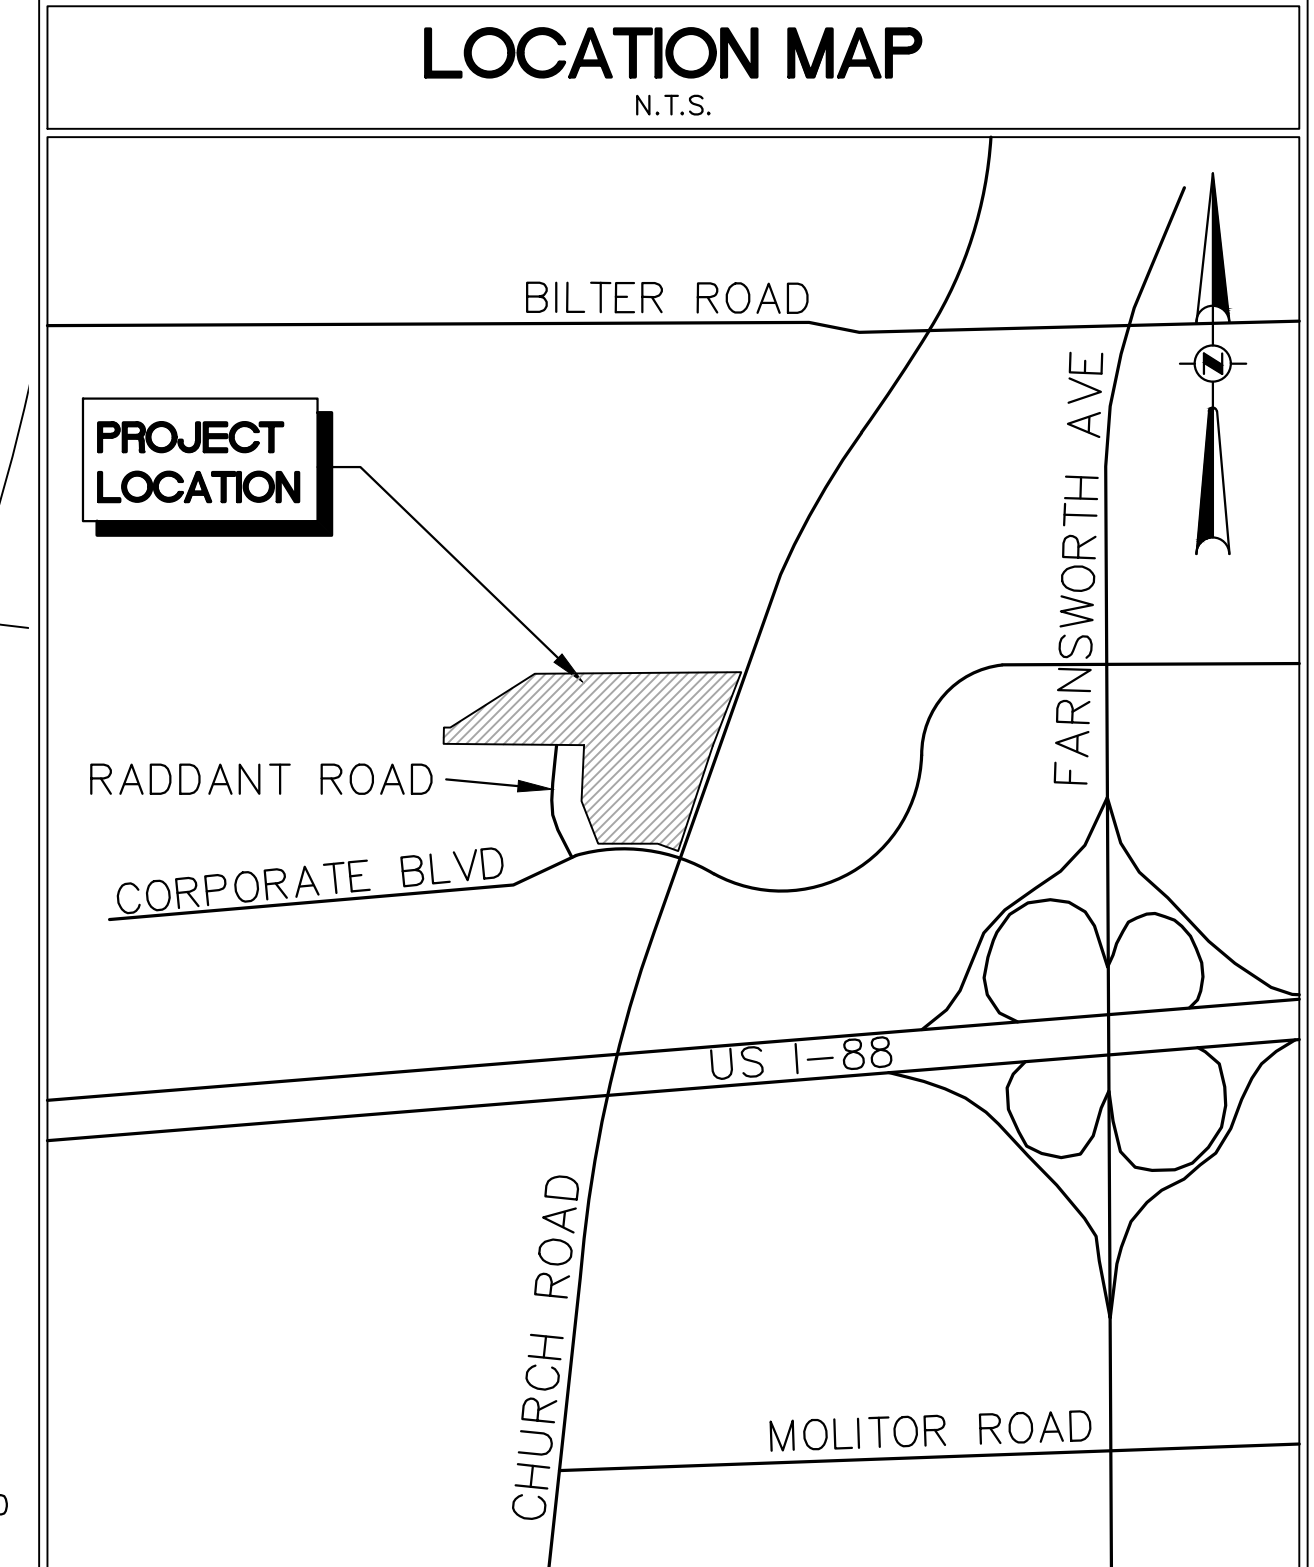 LOCATION MAP
N.T.S.
BILTER ROAD
N
FARNSWORTH AVE
PROJECT
LOCATION
RADDANT ROAD
CORPORATE BLVD
US I-88
CHURCH ROAD
MOLITOR ROAD